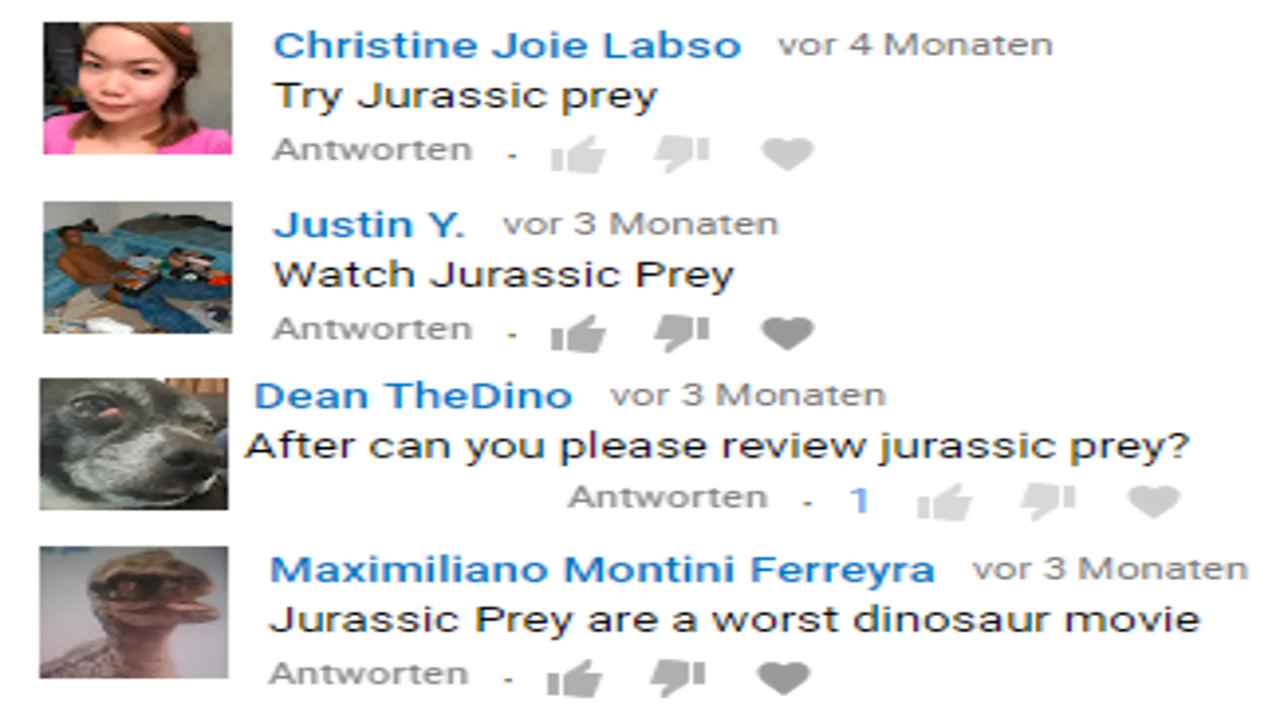 Christine Joie Labso vor 4 Monaten
Try Jurassic prey
Antworten .
Justin Y. vor 3 Monaten
Watch Jurassic Prey
Antworten .
Dean TheDino vor 3 Monaten
After can you please review jurassic prey?
Antworten . 1
Maximiliano Montini Ferreyra vor 3 Monaten
Jurassic Prey are a worst dinosaur movie
Antworten .